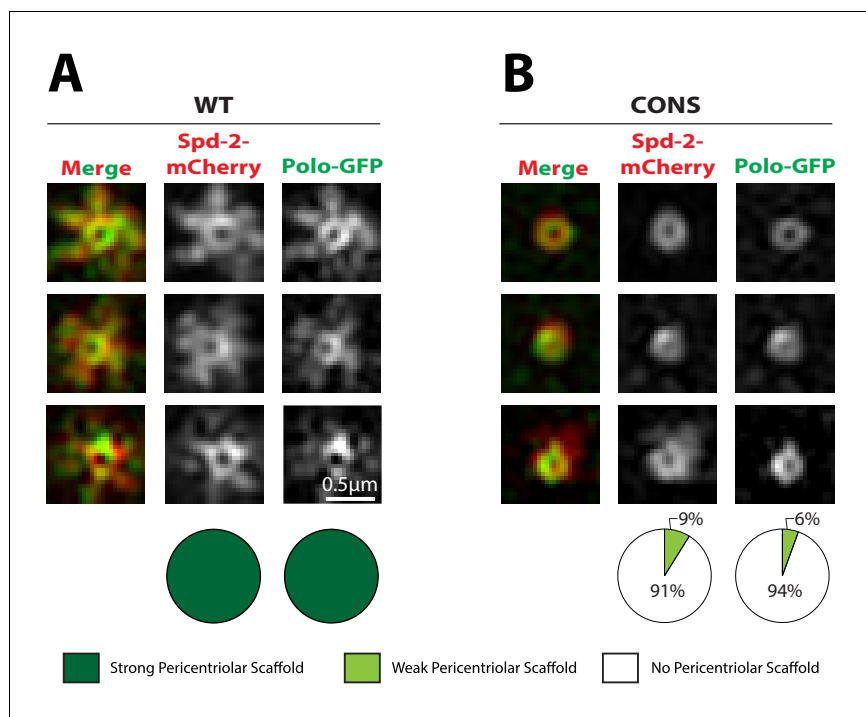 A
B
WT
CONS
Merge
Spd-2-
mCherry
Polo-GFP
Merge
Spd-2-
mCherry
Polo-GFP
0.5µm
9%
91%
6%
94%
Strong Pericentriolar Scaffold
Weak Pericentriolar Scaffold
No Pericentriolar Scaffold